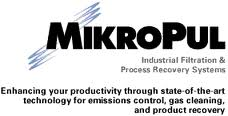 MIKROPUL
Industrial Filtration &
Process Recovery Systems
Enhancing your productivity through state-of-the-art
technology for emissions control, gas cleaning,
and product recovery